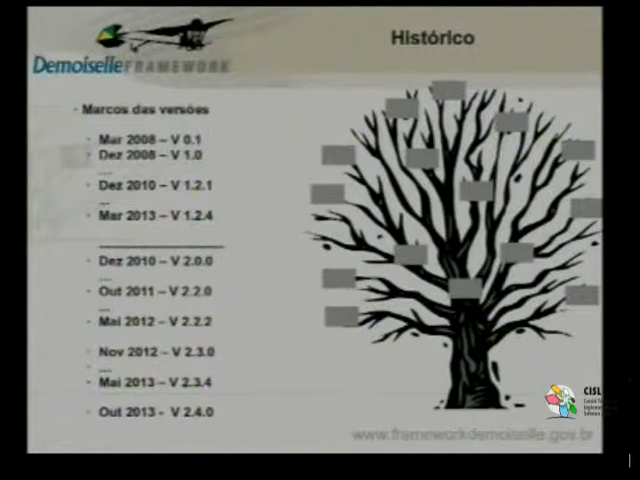 Histórico
Demoiselle FRAMEWORK
Marcos das versões
Mar 2008 – V 0.1
Dez 2008 – V 1.0
...
Dez 2010 – V 1.2.1
...
Mar 2013 – V 1.2.4
Dez 2010 – V 2.0.0
...
Out 2011 – V 2.2.0
...
Mai 2012 – V 2.2.2
Nov 2012 – V 2.3.0
...
Mai 2013 – V 2.3.4
Out 2013 - V 2.4.0
CISL
www.frameworkdemoiselle.gov.br